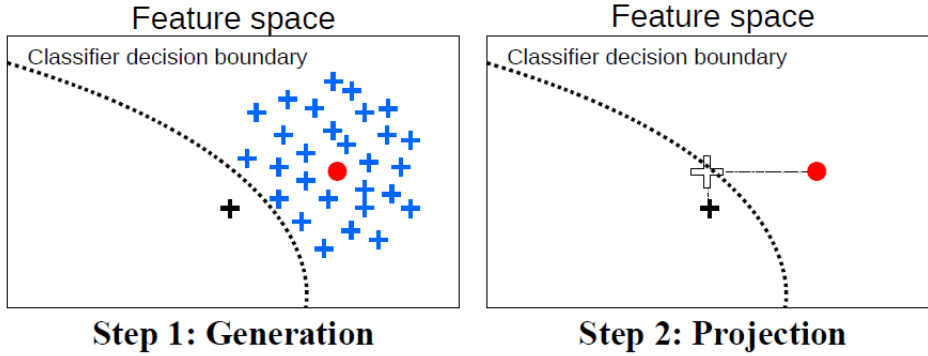 Feature space
Classifier decision boundary
Step 1: Generation
Feature space
Classifier decision boundary
Step 2: Projection